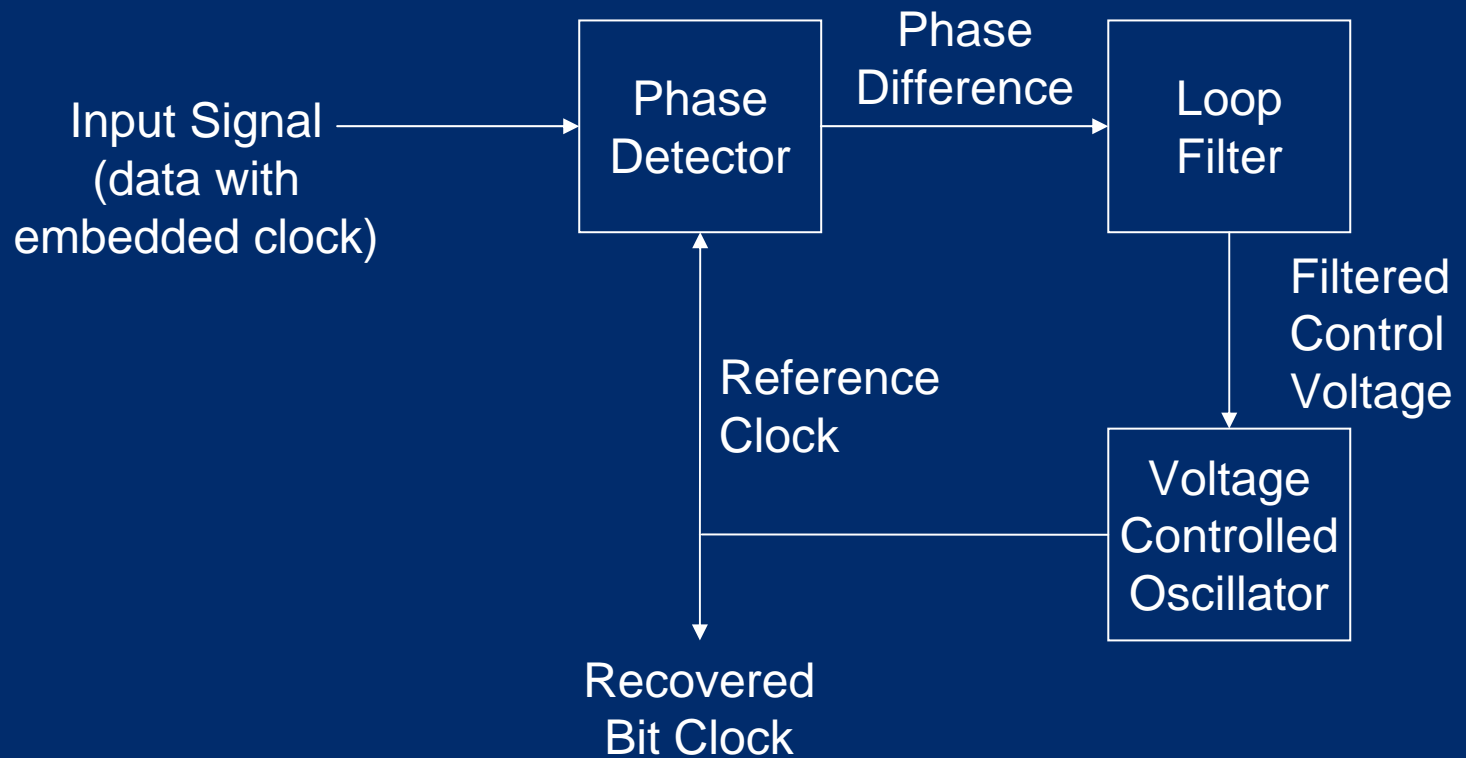 Phase
Difference
Input Signal
(data with
embedded clock)
Phase
Detector
Loop
Filter
Filtered
Control
Voltage
Reference
Clock
Voltage
Controlled
Oscillator
Recovered
Bit Clock